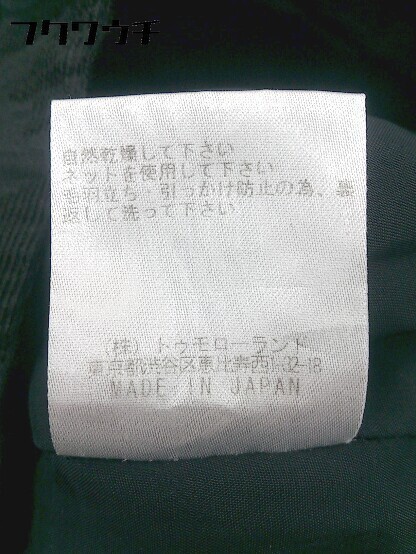 フクワウチ
自然乾燥して下さい
ネットを使用して下さい
毛羽立ち 引っかけ防止の為、裏
返して洗って下さい
(株) トゥモローランド
東京都渋谷区恵比寿西1-32-18
MADE IN JAPAN